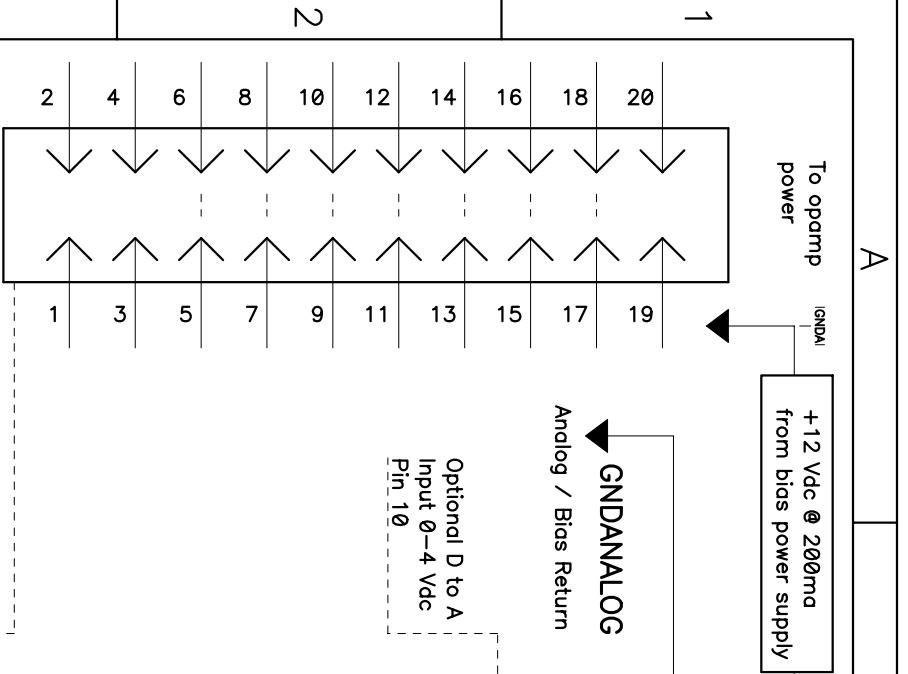 2
1
2 4 6 8 10 12 14 16 18 20
1 3 5 7 9 11 13 15 17 19
To opamp
power
A
|GNDA|
+12 Vdc @ 200ma
from bias power supply
GNDANALOG
Analog / Bias Return
Optional D to A
Input 0-4 Vdc
Pin 10